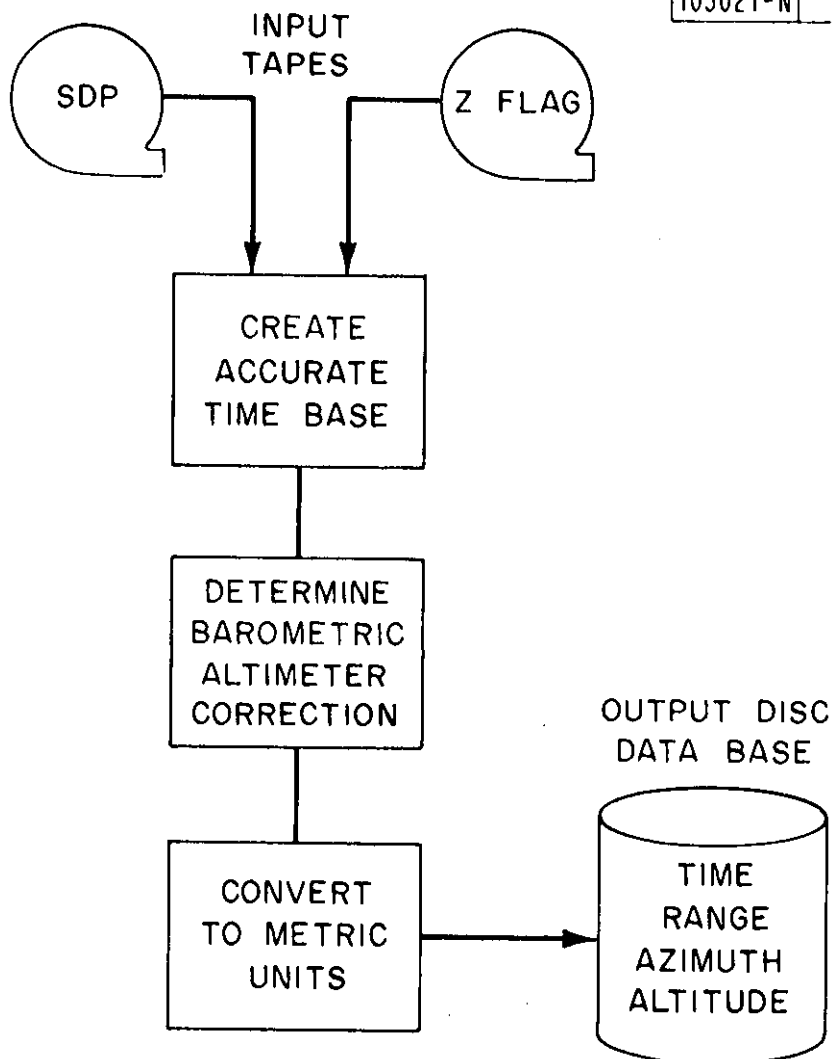 INPUT
TAPES
SDP
Z FLAG
CREATE
ACCURATE
TIME BASE
DETERMINE
BAROMETRIC
ALTIMETER
CORRECTION
CONVERT
TO METRIC
UNITS
OUTPUT DISC
DATA BASE
TIME
RANGE
AZIMUTH
ALTITUDE